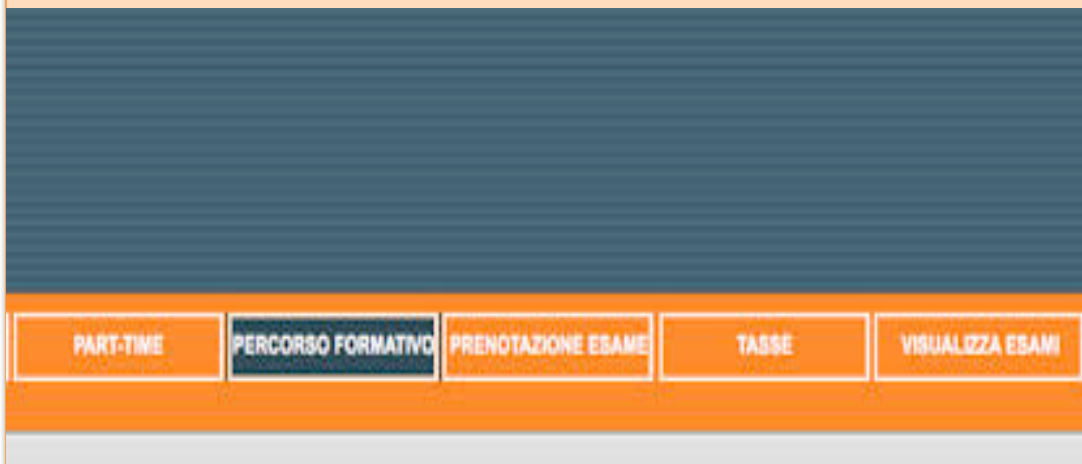 PART-TIME
PERCORSO FORMATIVO
PRENOTAZIONE ESAME
TASSE
VISUALIZZA ESAMI